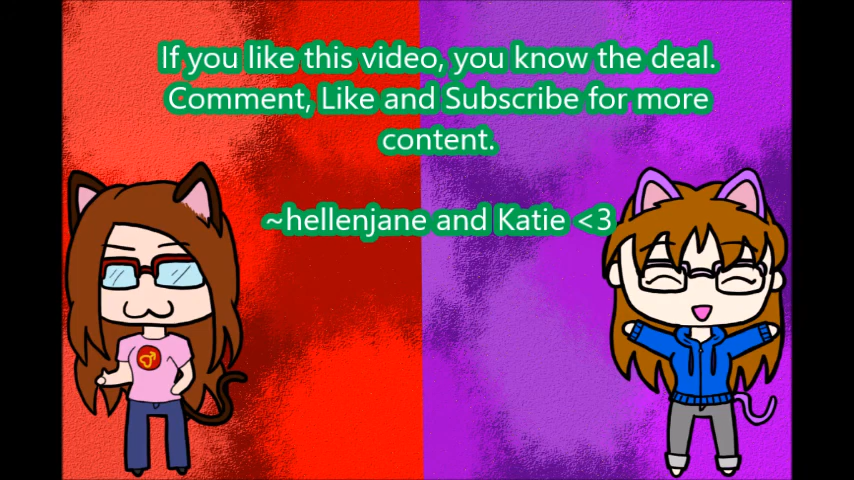 If you like this video, you know the deal.
Comment, Like and Subscribe for more
content.
~hellenjane and Katie <3